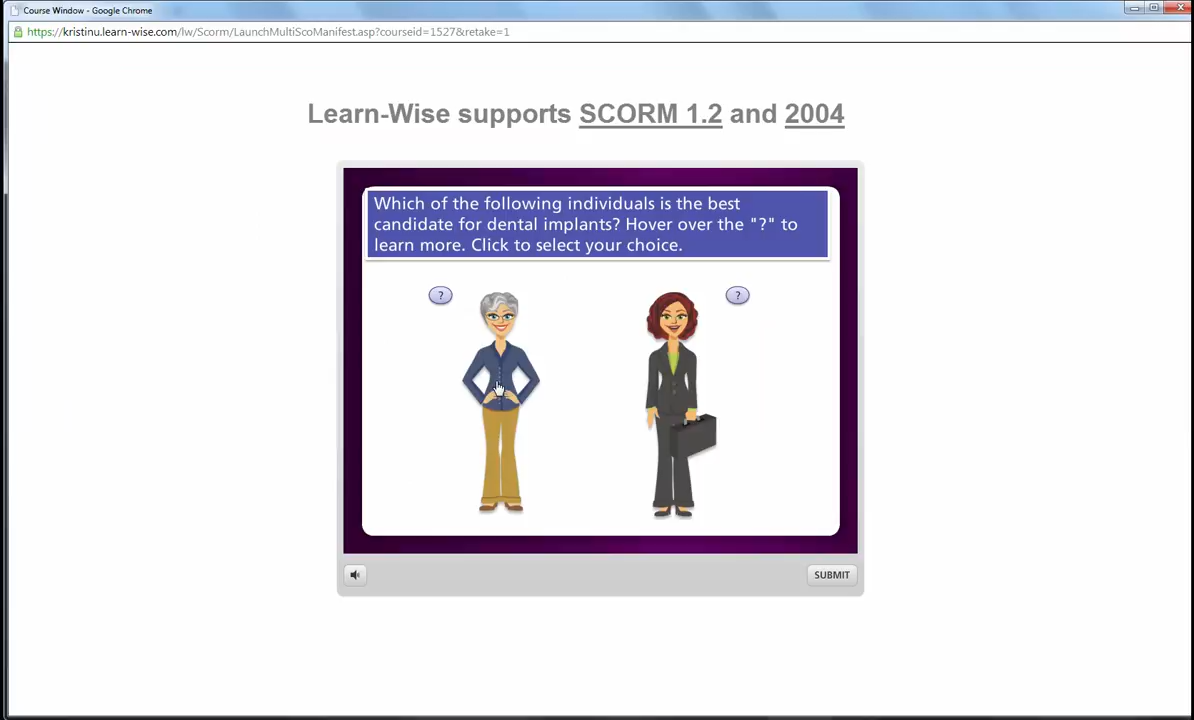 Course Window - Google Chrome
https://kristinu.learn-wise.com/lw/Scorm/LaunchMultiScoManifest.asp?courseid=1527&retake=1
Learn-Wise supports SCORM 1.2 and 2004
Which of the following individuals is the best
candidate for dental implants? Hover over the "?" to
learn more. Click to select your choice.
? ?
SUBMIT